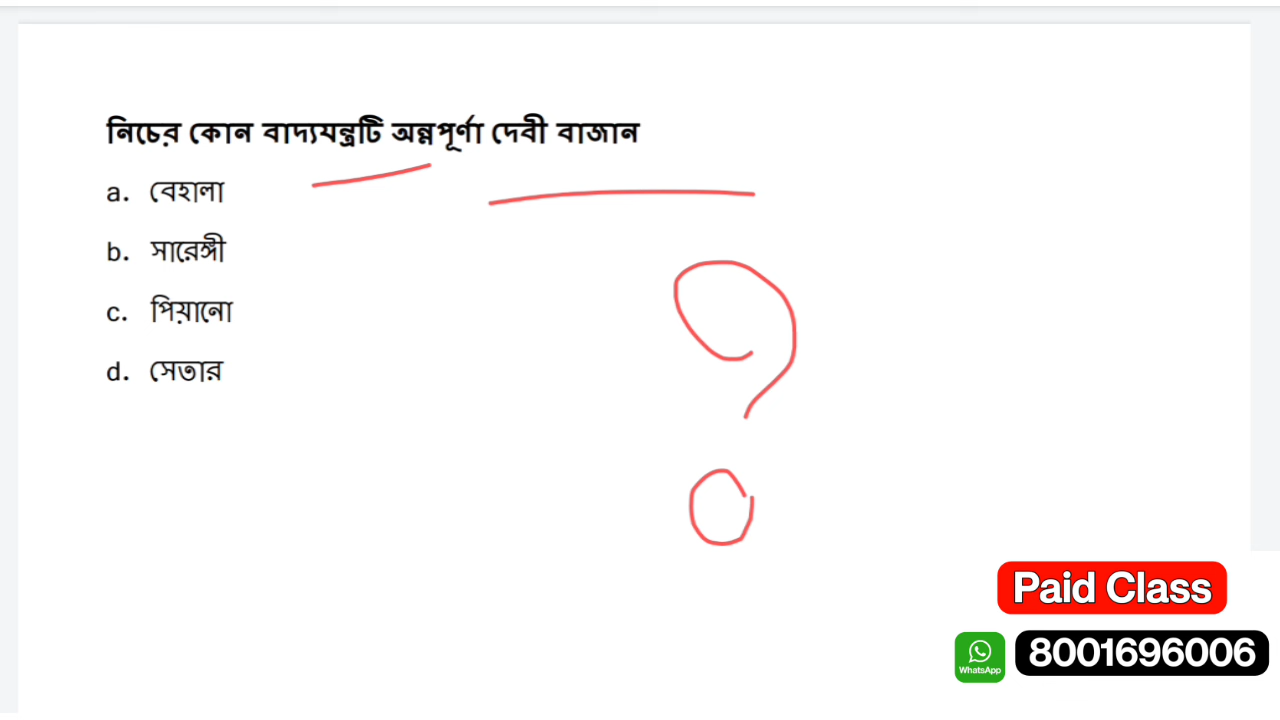 নিচের কোন বাদ্যযন্ত্রটি অন্নপূর্ণা দেবী বাজান
a. বেহালা
b. সারেঙ্গী
c. পিয়ানো
d. সেতার
Paid Class
WhatsApp 8001696006